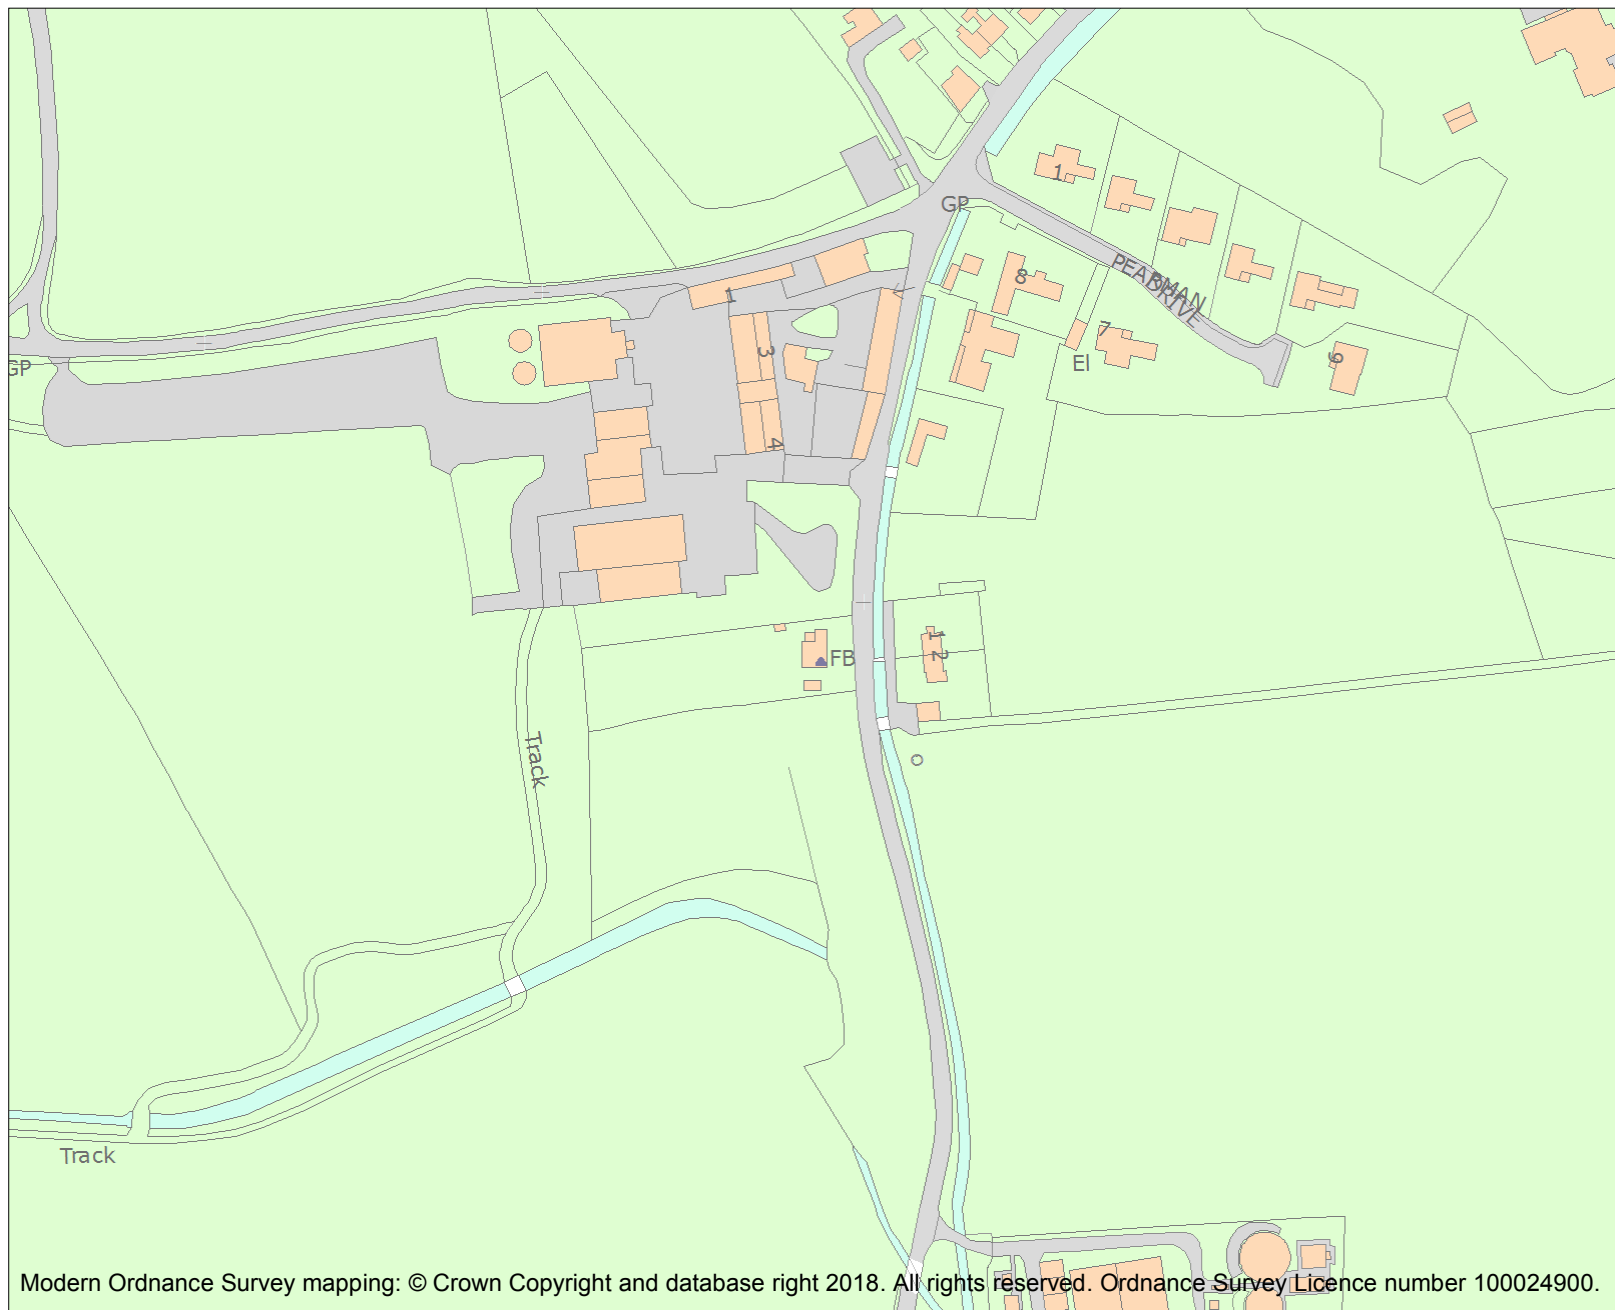 1
GP
PEARMAN
DRIVE
8
1
7
3
9
El
GP
4
1
2
FB
Track
Track
Modern Ordnance Survey mapping: © Crown Copyright and database right 2018. All rights reserved. Ordnance Survey Licence number 100024900.